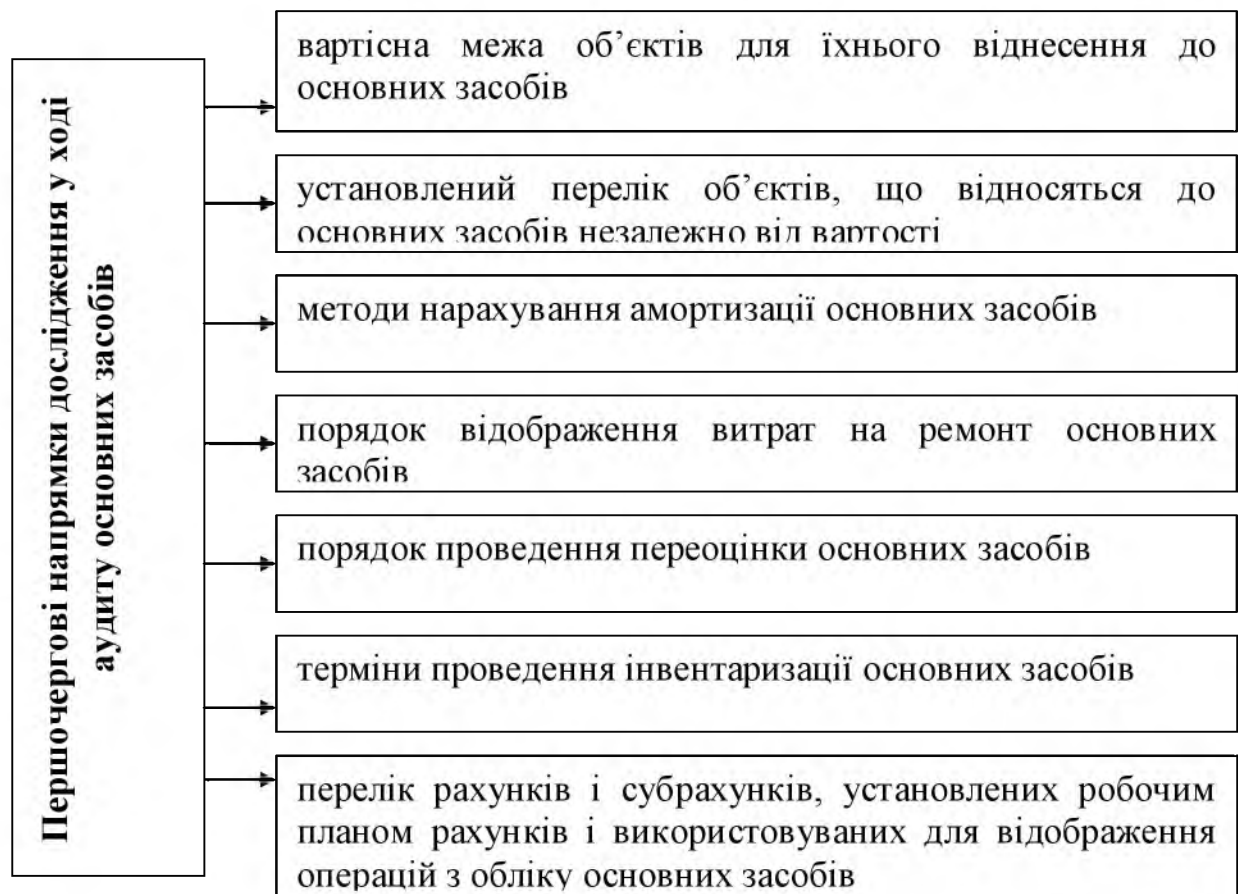 Першочергові напрямки дослідження у ході
аудиту основних засобів
вартісна межа об’єктів для їхнього віднесення до
основних засобів
установлений перелік об’єктів, що відносяться до
основних засобів незалежно від вартості
методи нарахування амортизації основних засобів
порядок відображення витрат на ремонт основних
засобів
порядок проведення переоцінки основних засобів
терміни проведення інвентаризації основних засобів
перелік рахунків і субрахунків, установлених робочим
планом рахунків і використовуваних для відображення
операцій з обліку основних засобів